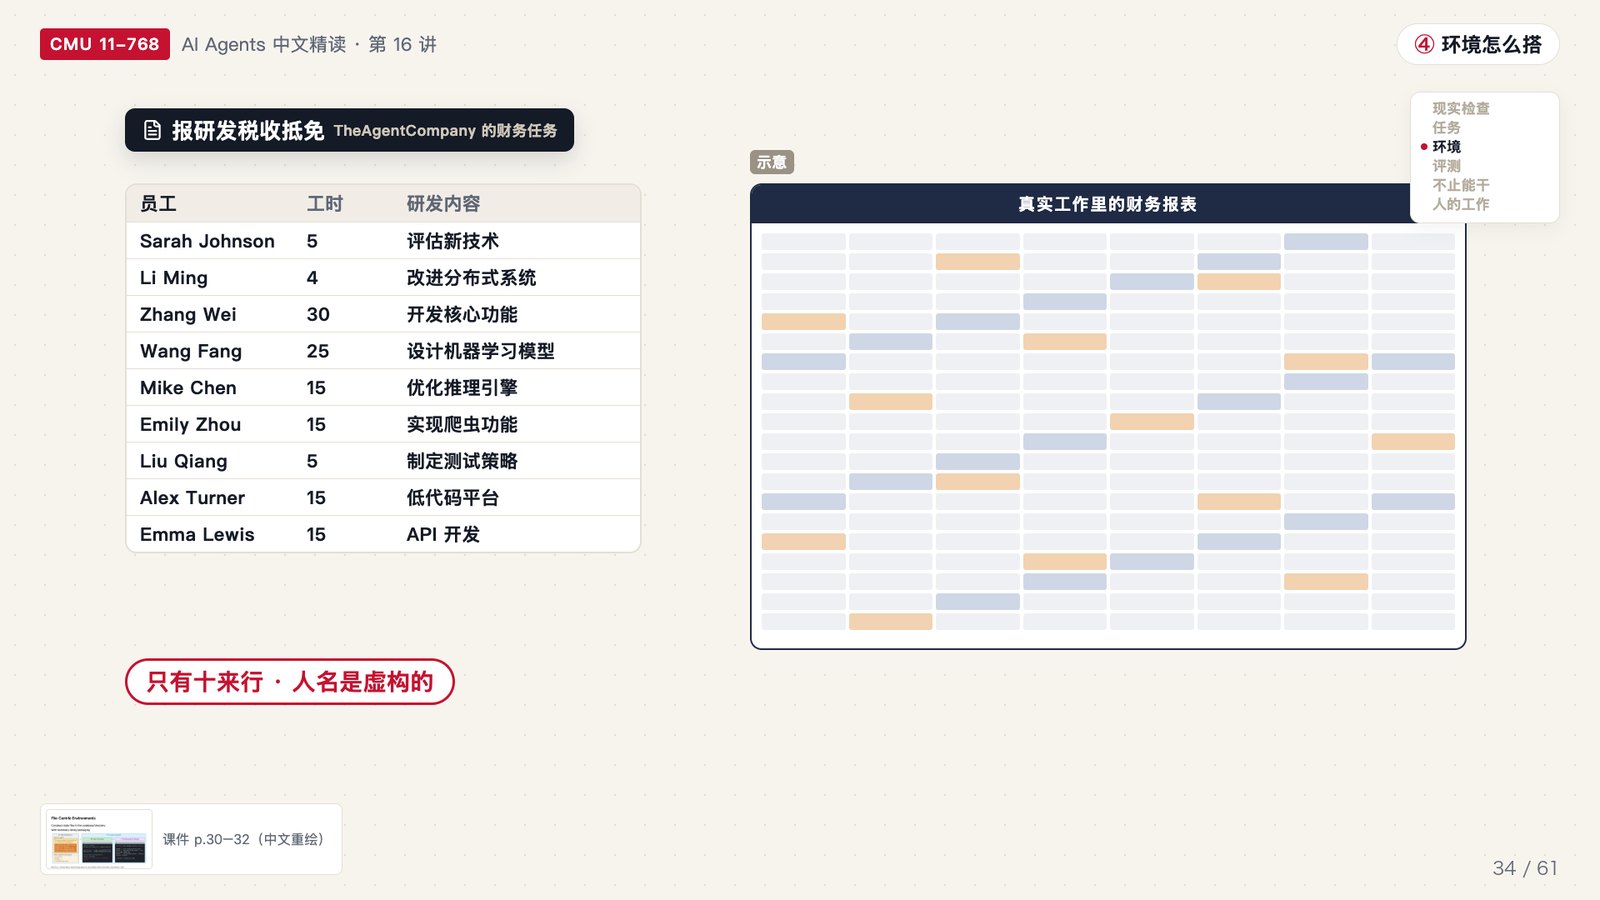 CMU 11-768 AI Agents 中文精读 · 第 16 讲
④ 环境怎么搭
现实检查
任务
环境
评测
不止能干
人的工作
报研发税收抵免 TheAgentCompany 的财务任务
员工 工时 研发内容
Sarah Johnson 5 评估新技术
Li Ming 4 改进分布式系统
Zhang Wei 30 开发核心功能
Wang Fang 25 设计机器学习模型
Mike Chen 15 优化推理引擎
Emily Zhou 15 实现爬虫功能
Liu Qiang 5 制定测试策略
Alex Turner 15 低代码平台
Emma Lewis 15 API 开发
示意
真实工作里的财务报表
只有十来行 · 人名是虚构的
File-Centric Environments
课件 p.30–32（中文重绘）
34 / 61